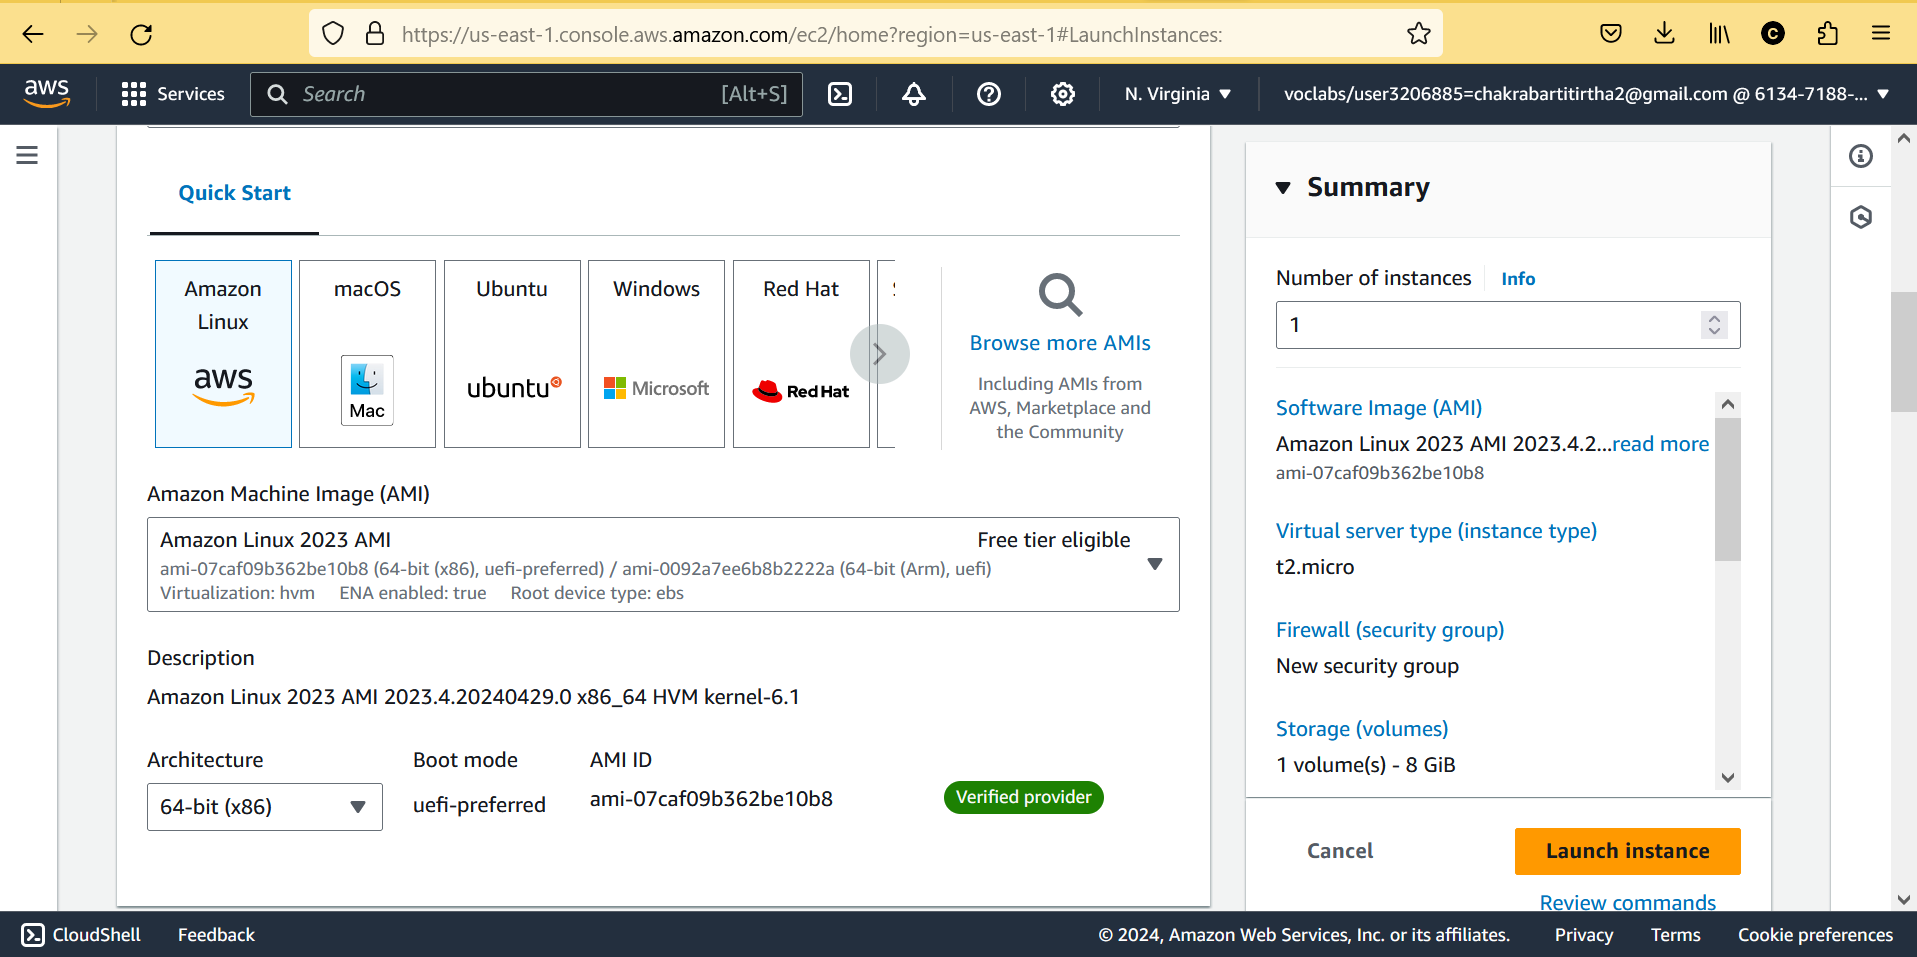 https://us-east-1.console.aws.amazon.com/ec2/home?region=us-east-1#LaunchInstances:
C
aws
Services
Search
[Alt+S]
N. Virginia
voclabs/user3206885=chakrabartitirtha2@gmail.com @ 6134-7188-...
Quick Start
Amazon
Linux
aws
macOS
Mac
Ubuntu
ubuntu
Windows
Microsoft
Red Hat
Red Hat
Browse more AMIs
Including AMIs from
AWS, Marketplace and
the Community
Amazon Machine Image (AMI)
Amazon Linux 2023 AMI
Free tier eligible
ami-07caf09b362be10b8 (64-bit (x86), uefi-preferred) / ami-0092a7ee6b8b2222a (64-bit (Arm), uefi)
Virtualization: hvm ENA enabled: true Root device type: ebs
Description
Amazon Linux 2023 AMI 2023.4.20240429.0 x86_64 HVM kernel-6.1
Architecture
64-bit (x86)
Boot mode
uefi-preferred
AMI ID
ami-07caf09b362be10b8
Verified provider
Summary
Number of instances
Info
1
Software Image (AMI)
Amazon Linux 2023 AMI 2023.4.2...read more
ami-07caf09b362be10b8
Virtual server type (instance type)
t2.micro
Firewall (security group)
New security group
Storage (volumes)
1 volume(s) - 8 GiB
Cancel
Launch instance
Review commands
CloudShell
Feedback
© 2024, Amazon Web Services, Inc. or its affiliates.
Privacy
Terms
Cookie preferences